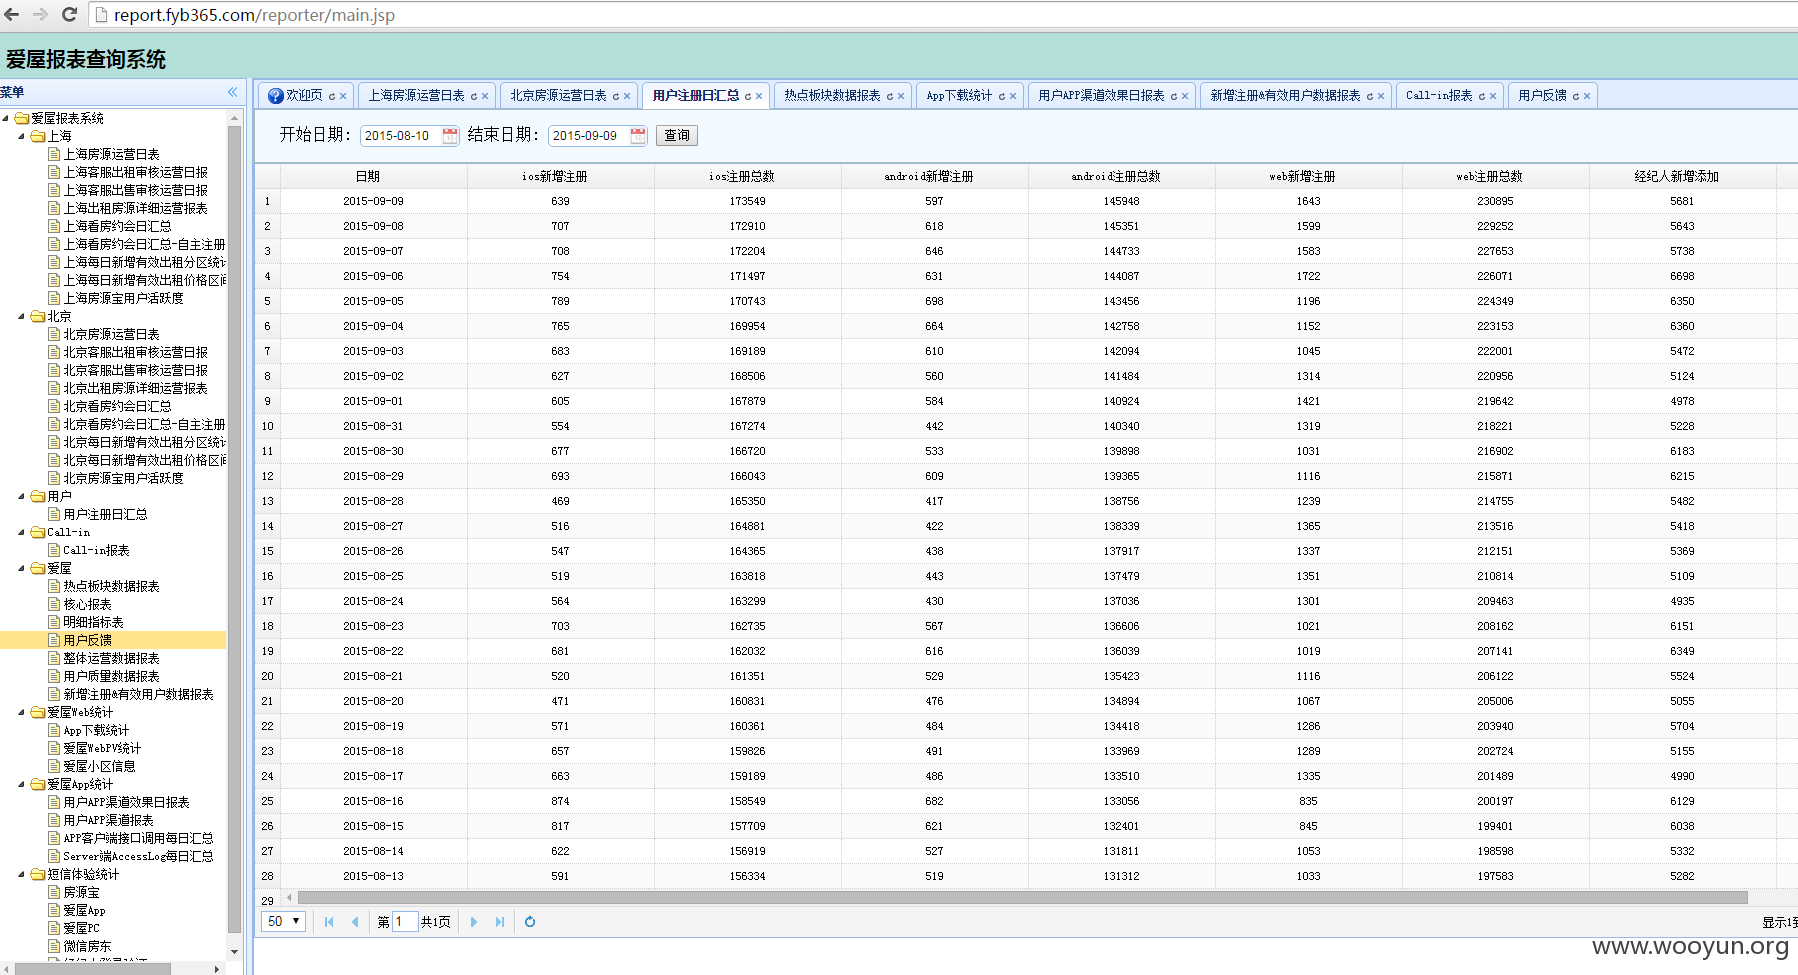 report.fyb365.com/reporter/main.jsp
爱屋报表查询系统
菜单
爱屋报表系统
上海
上海房源运营日表
上海客服出租审核运营日报
上海客服出售审核运营日报
上海出租房源详细运营报表
上海看房约会日汇总
上海看房约会日汇总-自主注册
上海每日新增有效出租分区统计
上海每日新增有效出租价格区间
上海房源宝用户活跃度
北京
北京房源运营日表
北京客服出租审核运营日报
北京客服出售审核运营日报
北京出租房源详细运营报表
北京看房约会日汇总
北京看房约会日汇总-自主注册
北京每日新增有效出租分区统计
北京每日新增有效出租价格区间
北京房源宝用户活跃度
用户
用户注册日汇总
Call-in
Call-in报表
爱屋
热点板块数据报表
核心报表
明细指标表
用户反馈
整体运营数据报表
用户质量数据报表
新增注册&有效用户数据报表
爱屋Web统计
App下载统计
爱屋WebPV统计
爱屋小区信息
爱屋App统计
用户APP渠道效果日报表
用户APP渠道报表
APP客户端接口调用每日汇总
Server端AccessLog每日汇总
短信体验统计
房源宝
爱屋App
爱屋PC
微信房东
欢迎页 上海房源运营日表 北京房源运营日表 用户注册日汇总 热点板块数据报表 App下载统计 用户APP渠道效果日报表 新增注册&有效用户数据报表 Call-in报表 用户反馈
开始日期： 2015-08-10 结束日期： 2015-09-09 查询
日期 ios新增注册 ios注册总数 android新增注册 android注册总数 web新增注册 web注册总数 经纪人新增添加
1 2015-09-09 639 173549 597 145948 1643 230895 5681
2 2015-09-08 707 172910 618 145351 1599 229252 5643
3 2015-09-07 708 172204 646 144733 1583 227653 5738
4 2015-09-06 754 171497 631 144087 1722 226071 6698
5 2015-09-05 789 170743 698 143456 1196 224349 6350
6 2015-09-04 765 169954 664 142758 1152 223153 6360
7 2015-09-03 683 169189 610 142094 1045 222001 5472
8 2015-09-02 627 168506 560 141484 1314 220956 5124
9 2015-09-01 605 167879 584 140924 1421 219642 4978
10 2015-08-31 554 167274 442 140340 1319 218221 5228
11 2015-08-30 677 166720 533 139898 1031 216902 6183
12 2015-08-29 693 166043 609 139365 1116 215871 6215
13 2015-08-28 469 165350 417 138756 1239 214755 5482
14 2015-08-27 516 164881 422 138339 1365 213516 5418
15 2015-08-26 547 164365 438 137917 1337 212151 5369
16 2015-08-25 519 163818 443 137479 1351 210814 5109
17 2015-08-24 564 163299 430 137036 1301 209463 4935
18 2015-08-23 703 162735 567 136606 1021 208162 6151
19 2015-08-22 681 162032 616 136039 1019 207141 6349
20 2015-08-21 520 161351 529 135423 1116 206122 5524
21 2015-08-20 471 160831 476 134894 1067 205006 5055
22 2015-08-19 571 160361 484 134418 1286 203940 5704
23 2015-08-18 657 159826 491 133969 1289 202724 5155
24 2015-08-17 663 159189 486 133510 1335 201489 4990
25 2015-08-16 874 158549 682 133056 835 200197 6129
26 2015-08-15 817 157709 621 132401 845 199401 6038
27 2015-08-14 622 156919 527 131811 1053 198598 5332
28 2015-08-13 591 156334 519 131312 1033 197583 5282
29
50 第 1 共1页 显示1到
www.wooyun.org